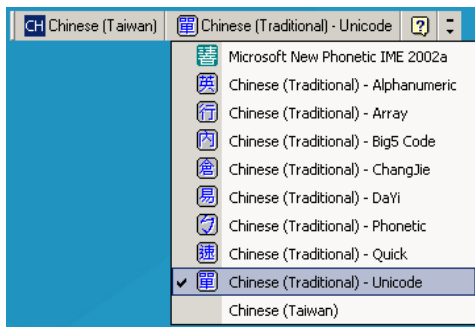 CH Chinese (Taiwan) 單 Chinese (Traditional) - Unicode ?
Microsoft New Phonetic IME 2002a
英 Chinese (Traditional) - Alphanumeric
行 Chinese (Traditional) - Array
內 Chinese (Traditional) - Big5 Code
倉 Chinese (Traditional) - ChangJie
易 Chinese (Traditional) - DaYi
ㄅ Chinese (Traditional) - Phonetic
速 Chinese (Traditional) - Quick
單 Chinese (Traditional) - Unicode
Chinese (Taiwan)